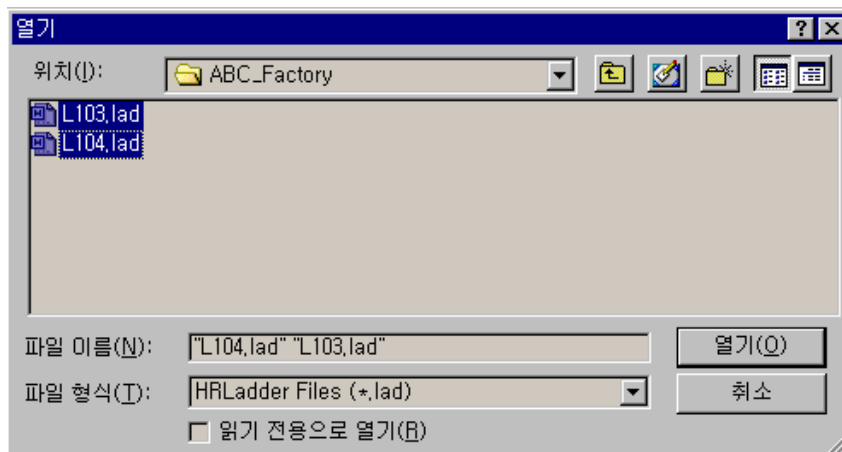 열기
위치(I): ABC_Factory
L103.lad
L104.lad
파일 이름(N): "L104.lad" "L103.lad" 열기(O)
파일 형식(T): HRLadder Files (*.lad) 취소
읽기 전용으로 열기(R)